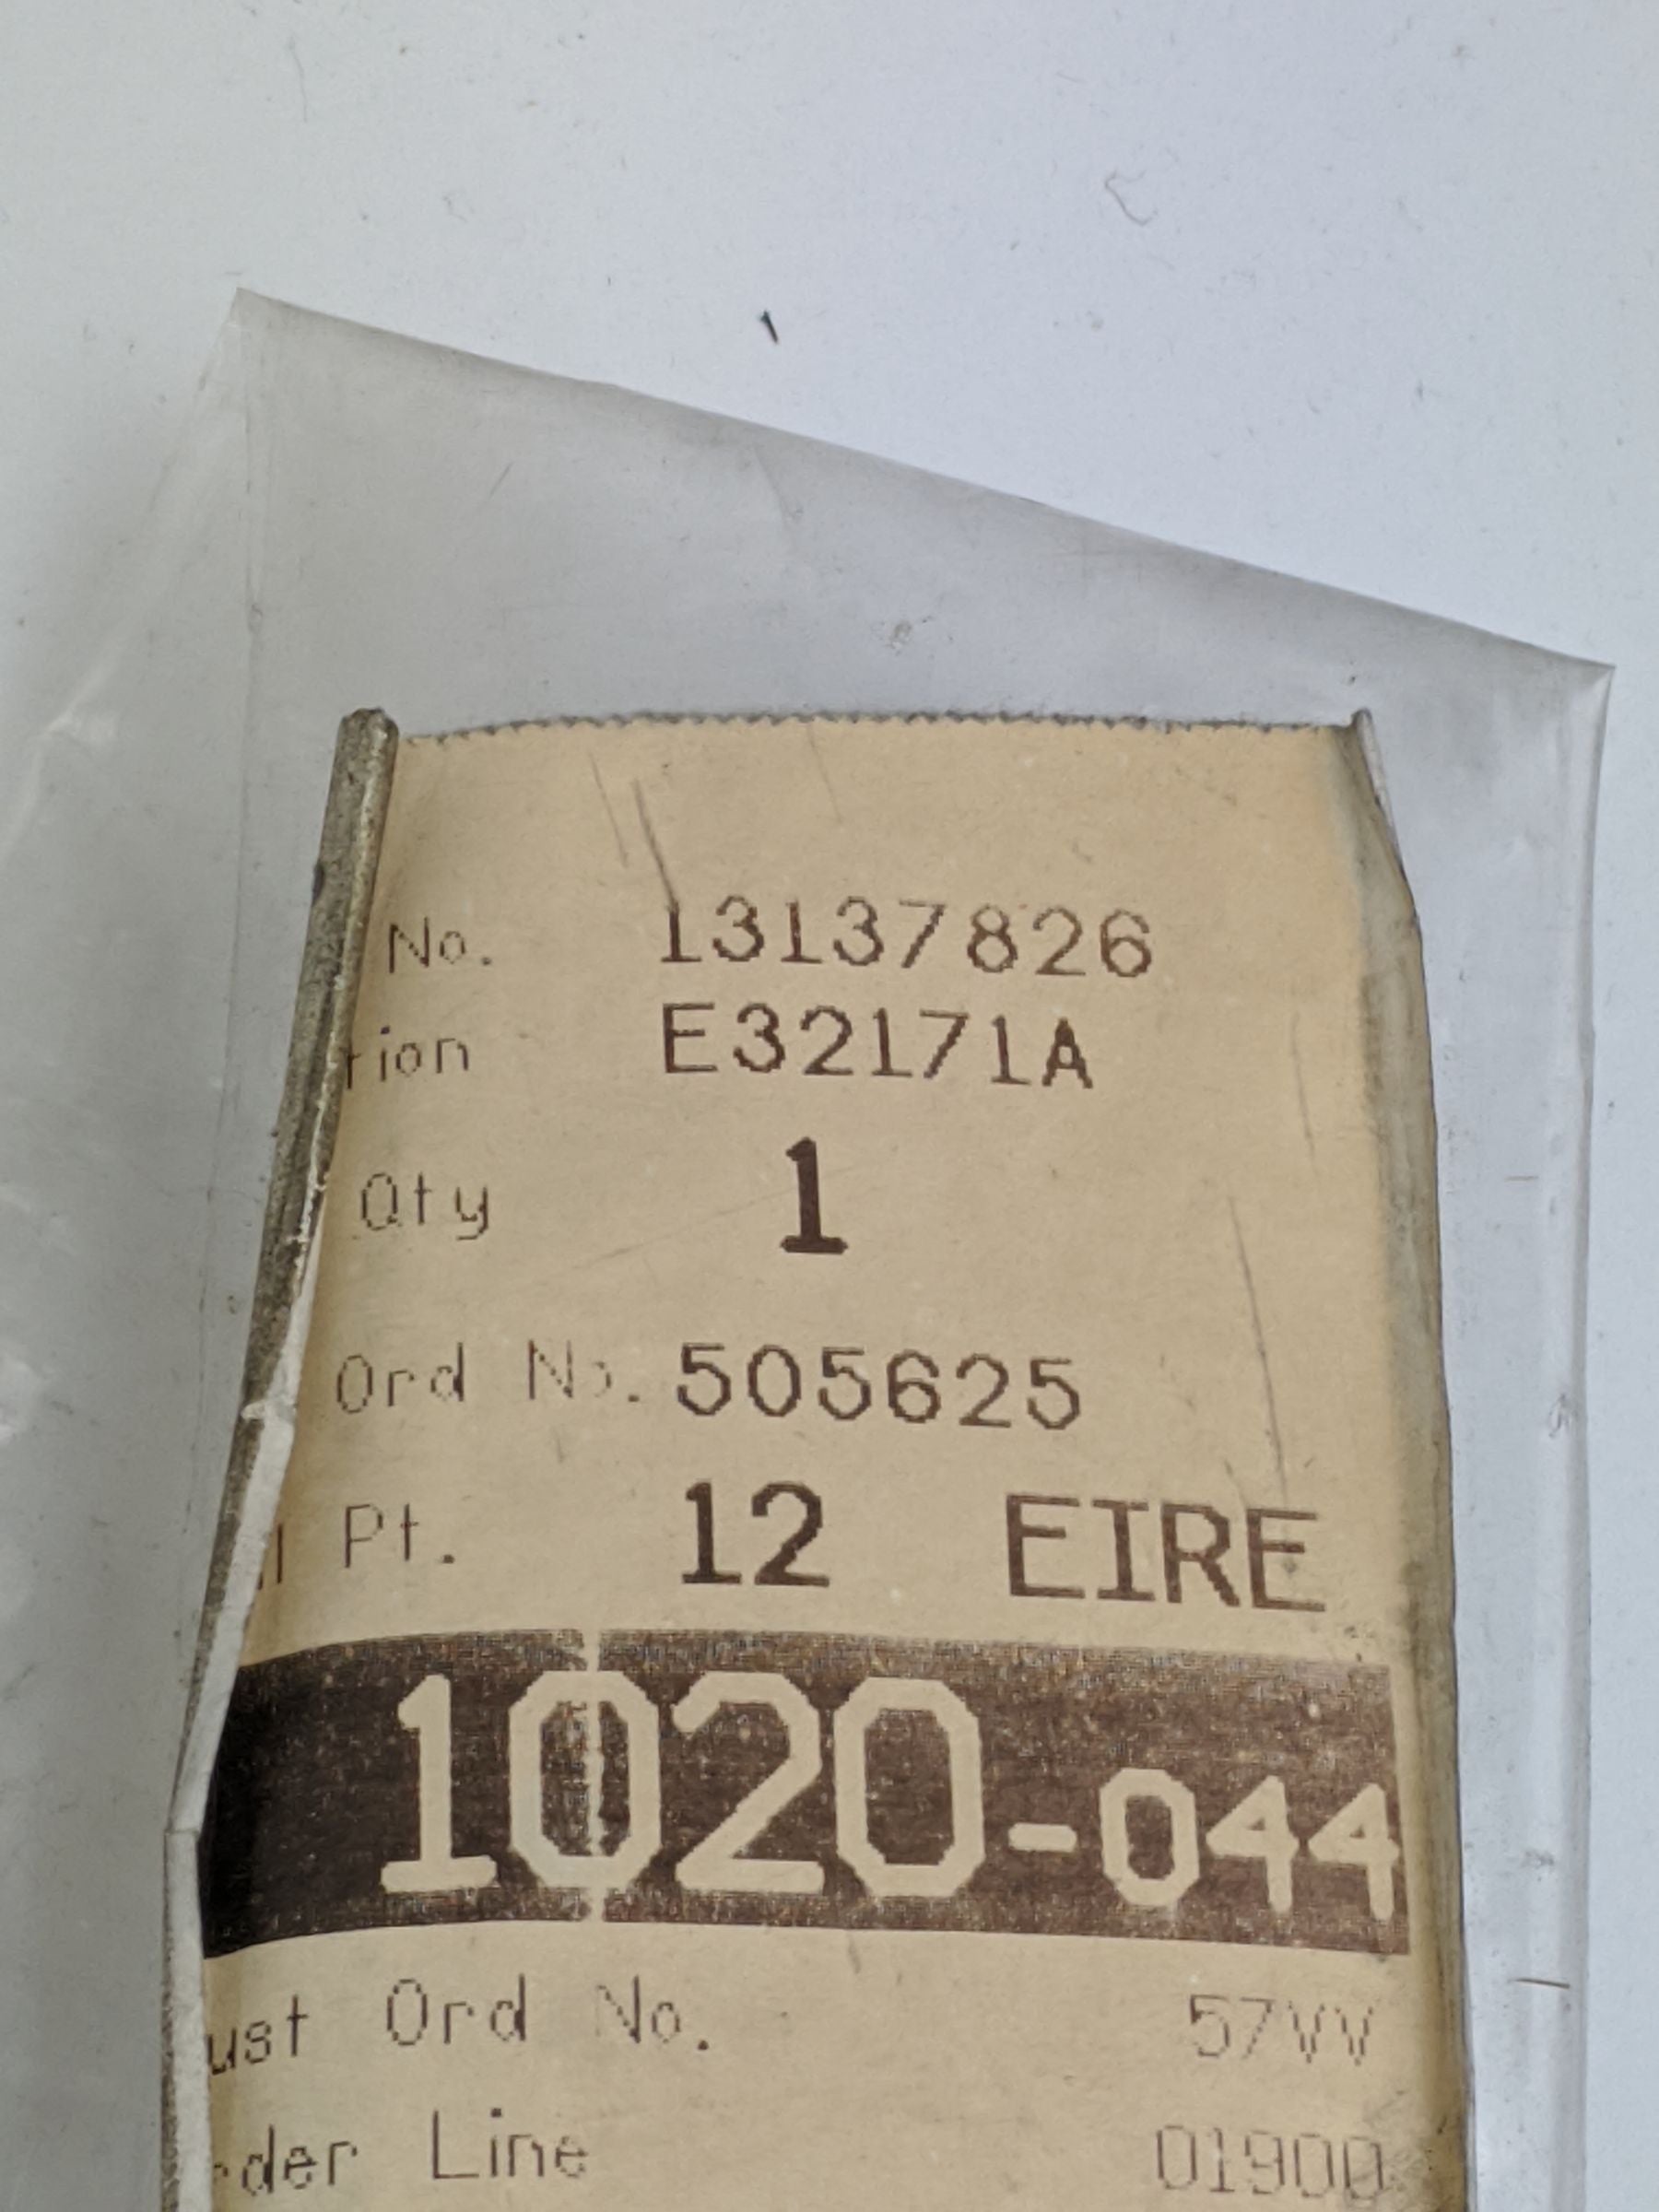 No. 13137826
tion E32171A
Qty 1
Ord No. 505625
Pt. 12 EIRE
1020-044
ust Ord No. 57VV
rder Line 01900